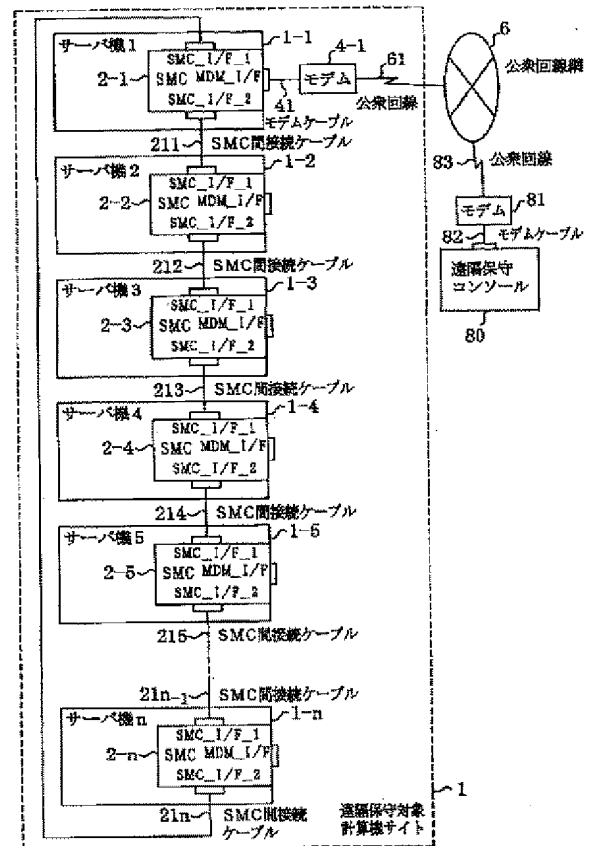 サーバ機1
1-1
SMC_I/F_1
2-1
SMC MDM_I/F
SMC_I/F_2
4-1
モデム
41
モデムケーブル
61
公衆回線
6
公衆回線網
83
公衆回線
モデム
81
82
モデムケーブル
遠隔保守
コンソール
80
211
SMC間接続ケーブル
サーバ機2
1-2
SMC_I/F_1
2-2
SMC MDM_I/F
SMC_I/F_2
212
SMC間接続ケーブル
サーバ機3
1-3
SMC_I/F_1
2-3
SMC MDM_I/F
SMC_I/F_2
213
SMC間接続ケーブル
サーバ機4
1-4
SMC_I/F_1
2-4
SMC MDM_I/F
SMC_I/F_2
214
SMC間接続ケーブル
サーバ機5
1-5
SMC_I/F_1
2-5
SMC MDM_I/F
SMC_I/F_2
215
SMC間接続ケーブル
21n-1
SMC間接続ケーブル
サーバ機n
1-n
SMC_I/F_1
2-n
SMC MDM_I/F
SMC_I/F_2
21n
SMC間接続
ケーブル
遠隔保守対象
計算機サイト
1